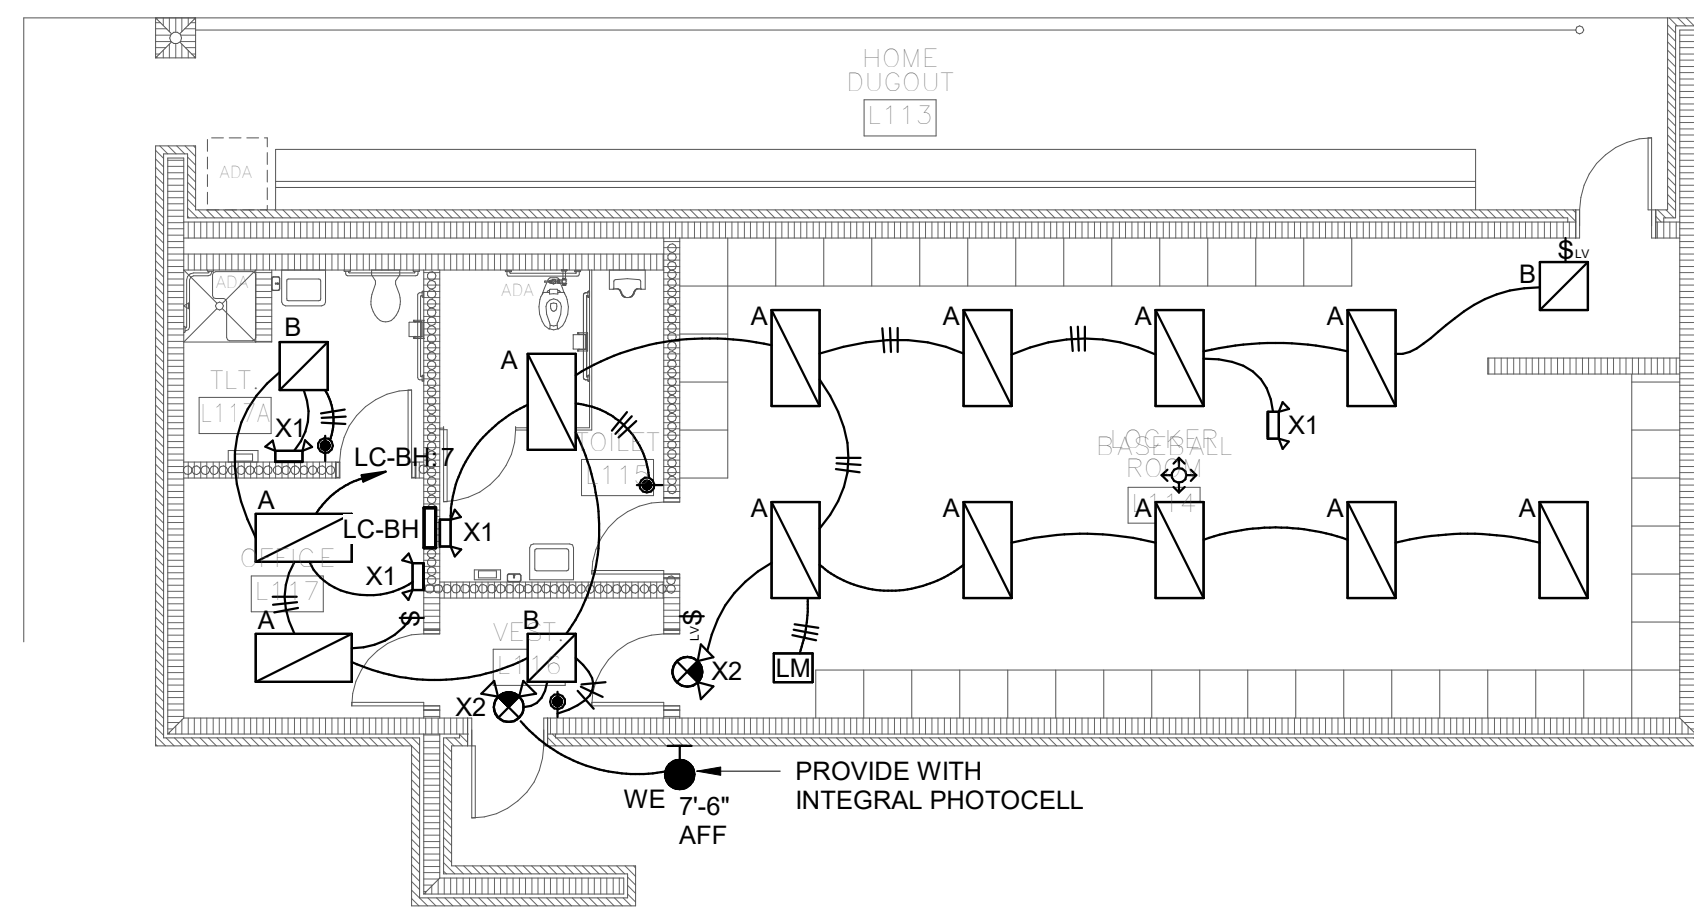 HOME
DUGOUT
L113
ADA
$LV
B
ADA
ADA
A
A
A
A
B
A
TLT.
L117A
X1
X1
TOILET
L115
LOCKER
BASEBALL
ROOM
L114
LC-BH 7
A
A
A
A
A
A
LC-BH
X1
OFFICE
L117
X1
A
$
B
VEST.
L116
$
LV
X2
LM
X2
WE
7'-6"
AFF
PROVIDE WITH
INTEGRAL PHOTOCELL